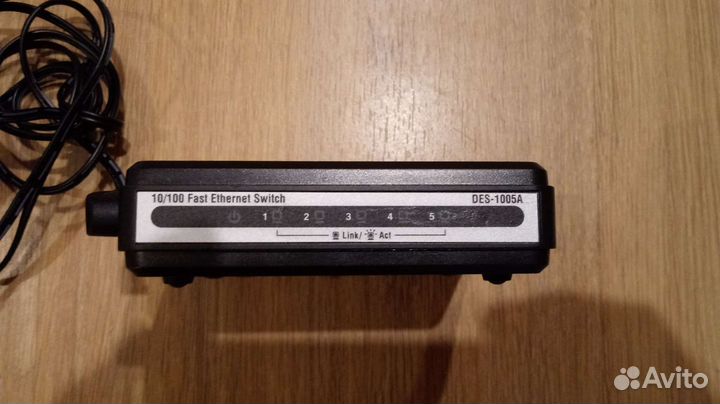 10/100 Fast Ethernet Switch DES-1005A
1 2 3 4 5
Link/ Act
Avito